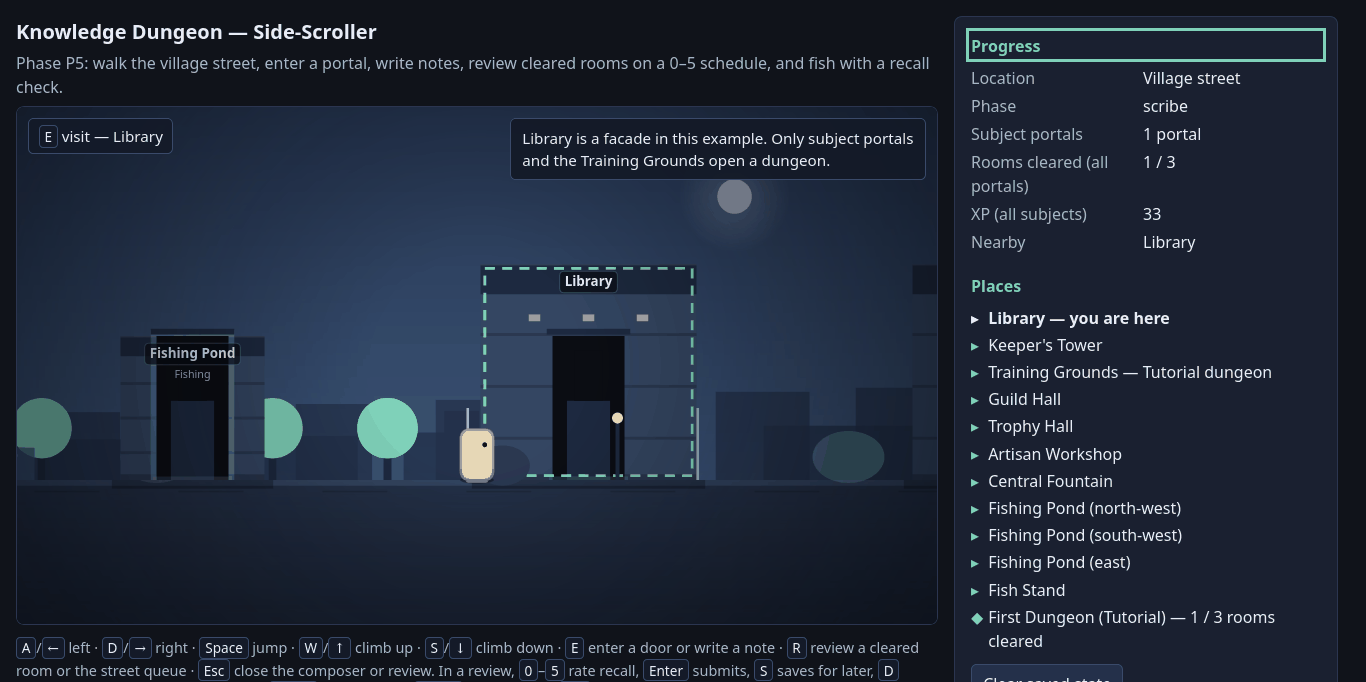 Knowledge Dungeon — Side-Scroller
Phase P5: walk the village street, enter a portal, write notes, review cleared rooms on a 0–5 schedule, and fish with a recall
check.
E visit — Library
Library is a facade in this example. Only subject portals
and the Training Grounds open a dungeon.
Library
Fishing Pond
Fishing
A/← left · D/→ right · Space jump · W/↑ climb up · S/↓ climb down · E enter a door or write a note · R review a cleared
room or the street queue · Esc close the composer or review. In a review, 0–5 rate recall, Enter submits, S saves for later, D
Progress
Location Village street
Phase scribe
Subject portals 1 portal
Rooms cleared (all 1 / 3
portals)
XP (all subjects) 33
Nearby Library
Places
▸ Library — you are here
▸ Keeper's Tower
▸ Training Grounds — Tutorial dungeon
▸ Guild Hall
▸ Trophy Hall
▸ Artisan Workshop
▸ Central Fountain
▸ Fishing Pond (north-west)
▸ Fishing Pond (south-west)
▸ Fishing Pond (east)
▸ Fish Stand
◆ First Dungeon (Tutorial) — 1 / 3 rooms
cleared
Clear saved state